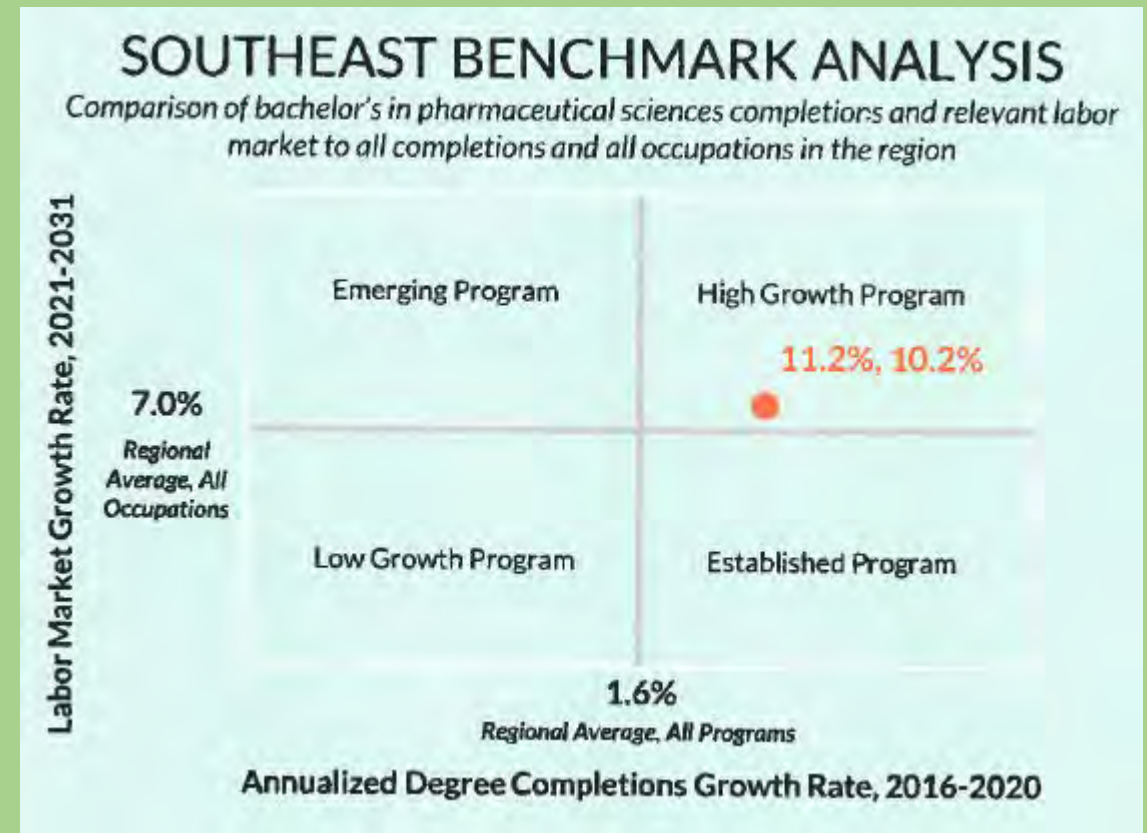 SOUTHEAST BENCHMARK ANALYSIS
Comparison of bachelor's in pharmaceutical sciences completions and relevant labor
market to all completions and all occupations in the region
Labor Market Growth Rate, 2021-2031
Emerging Program
High Growth Program
11.2%, 10.2%
7.0%
Regional
Average, All
Occupations
Low Growth Program
Established Program
1.6%
Regional Average, All Programs
Annualized Degree Completions Growth Rate, 2016-2020